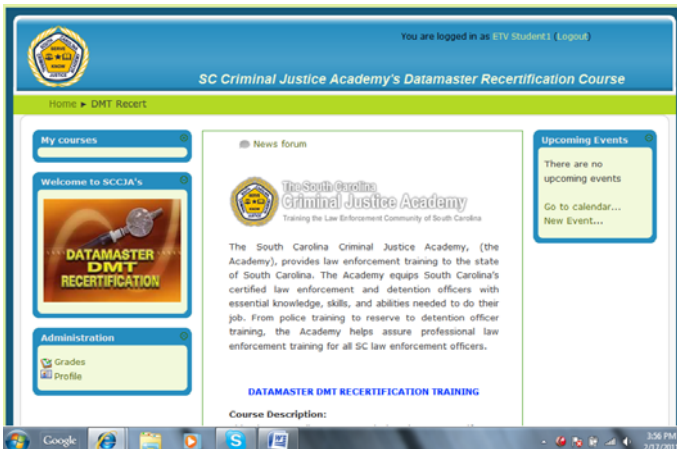 You are logged in as ETV Student1 (Logout)
SC Criminal Justice Academy's Datamaster Recertification Course
Home ► DMT Recert
My courses
Welcome to SCCJA's
DATAMASTER
DMT
RECERTIFICATION
Administration
Grades
Profile
News forum
The South Carolina
Criminal Justice Academy
Training the Law Enforcement Community of South Carolina
The South Carolina Criminal Justice Academy, (the
Academy), provides law enforcement training to the state
of South Carolina. The Academy equips South Carolina's
certified law enforcement and detention officers with
essential knowledge, skills, and abilities needed to do their
job. From police training to reserve to detention officer
training, the Academy helps assure professional law
enforcement training for all SC law enforcement officers.
DATAMASTER DMT RECERTIFICATION TRAINING
Course Description:
Upcoming Events
There are no
upcoming events
Go to calendar...
New Event...
Google
3:56 PM